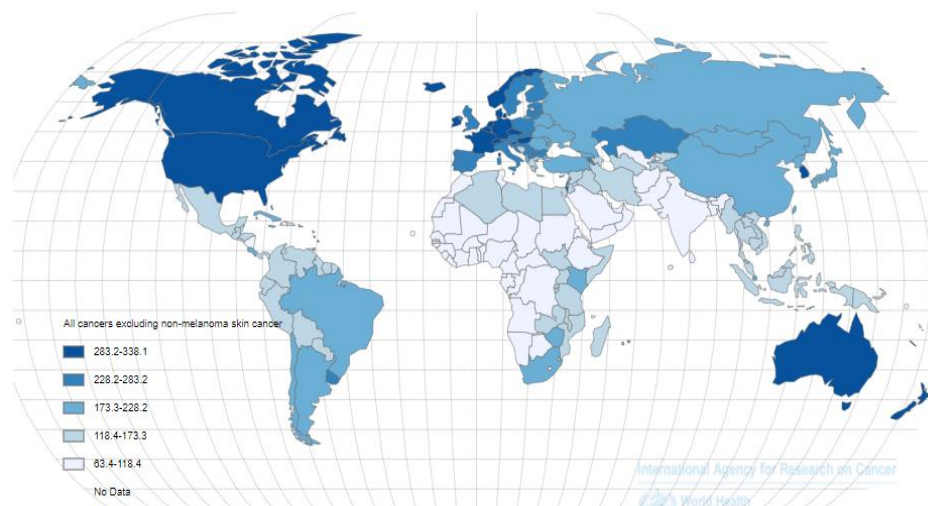 All cancers excluding non-melanoma skin cancer
283.2-338.1
228.2-283.2
173.3-228.2
118.4-173.3
63.4-118.4
No Data
International Agency for Research on Cancer
World Health